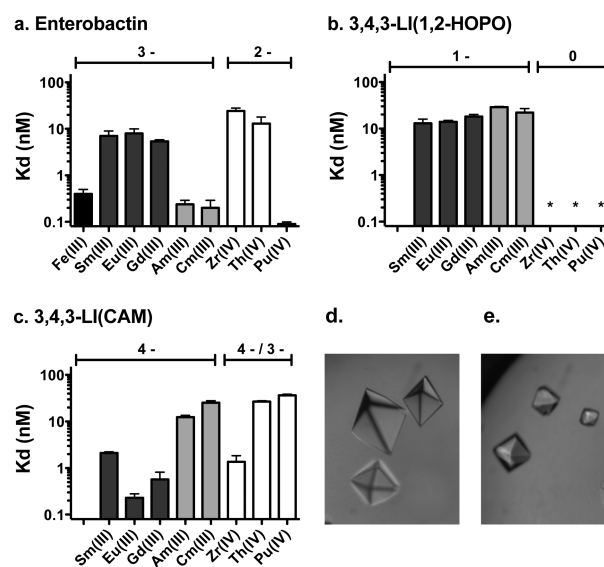 a. Enterobactin
3 -
2 -
Kd (nM)
100
10
1
0.1
Fe(III)
Sm(III)
Eu(III)
Gd(III)
Am(III)
Cm(III)
Zr(IV)
Th(IV)
Pu(IV)
b. 3,4,3-LI(1,2-HOPO)
1 -
0
Kd (nM)
100
10
1
0.1
* * *
Sm(III)
Eu(III)
Gd(III)
Am(III)
Cm(III)
Zr(IV)
Th(IV)
Pu(IV)
c. 3,4,3-LI(CAM)
4 -
4 - / 3 -
Kd (nM)
100
10
1
0.1
Sm(III)
Eu(III)
Gd(III)
Am(III)
Cm(III)
Zr(IV)
Th(IV)
Pu(IV)
d.
e.